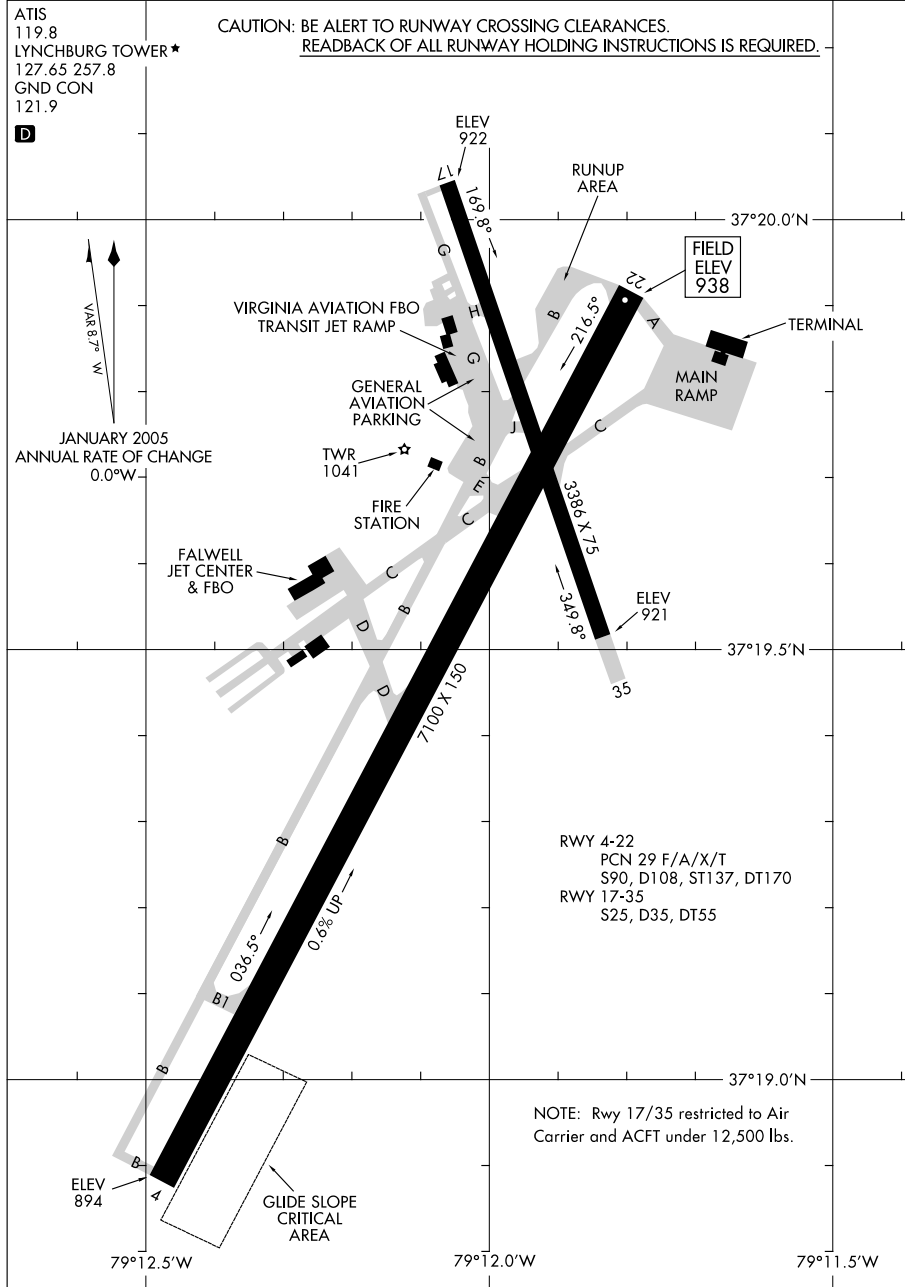 ATIS
119.8
LYNCHBURG TOWER★
127.65 257.8
GND CON
121.9
D
CAUTION: BE ALERT TO RUNWAY CROSSING CLEARANCES.
READBACK OF ALL RUNWAY HOLDING INSTRUCTIONS IS REQUIRED.
ELEV
922
17
169.8°
RUNUP
AREA
37°20.0'N
FIELD
ELEV
938
22
G
VAR 8.7° W
VIRGINIA AVIATION FBO
TRANSIT JET RAMP
H
G
B
216.5°
A
TERMINAL
MAIN
RAMP
GENERAL
AVIATION
PARKING
J
C
JANUARY 2005
ANNUAL RATE OF CHANGE
0.0°W
TWR
1041
B
E
FIRE
STATION
C
3386 X 75
FALWELL
JET CENTER
& FBO
C
B
D
349.8°
ELEV
921
37°19.5'N
D
35
7100 X 150
B
RWY 4-22
PCN 29 F/A/X/T
S90, D108, ST137, DT170
RWY 17-35
S25, D35, DT55
036.5°
0.6% UP
B1
B
37°19.0'N
NOTE: Rwy 17/35 restricted to Air
Carrier and ACFT under 12,500 lbs.
B
ELEV
894
4
GLIDE SLOPE
CRITICAL
AREA
79°12.5'W
79°12.0'W
79°11.5'W